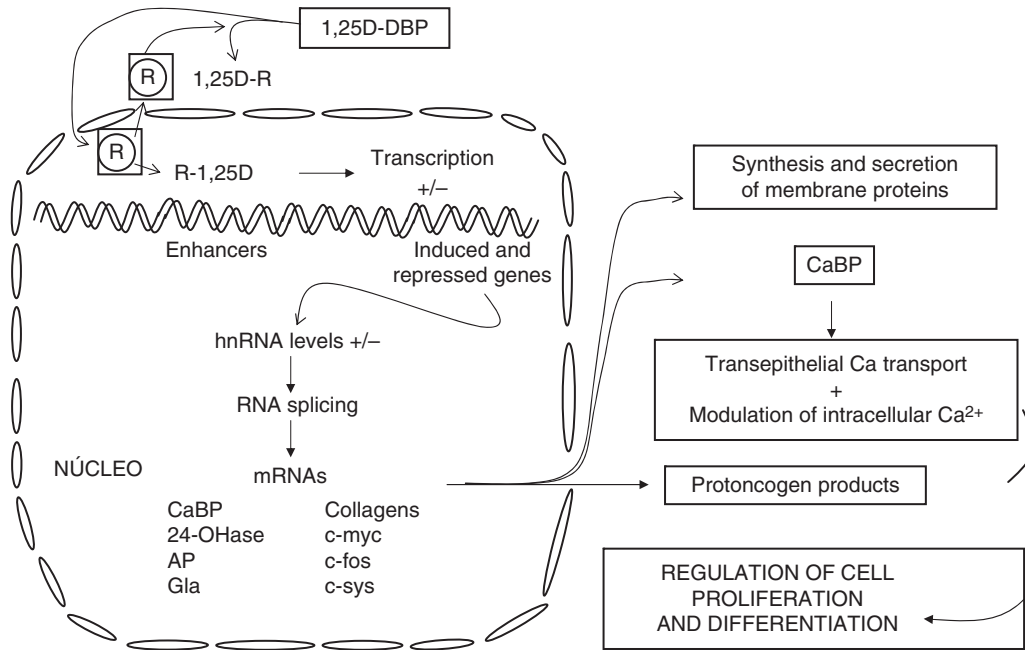 1,25D-DBP
R
1,25D-R
R
R-1,25D
Transcription
+/–
Enhancers
Induced and
repressed genes
hnRNA levels +/–
RNA splicing
NÚCLEO
mRNAs
CaBP
24-OHase
AP
Gla
Collagens
c-myc
c-fos
c-sys
Synthesis and secretion
of membrane proteins
CaBP
Transepithelial Ca transport
+
Modulation of intracellular Ca²⁺
Protoncogen products
REGULATION OF CELL
PROLIFERATION
AND DIFFERENTIATION